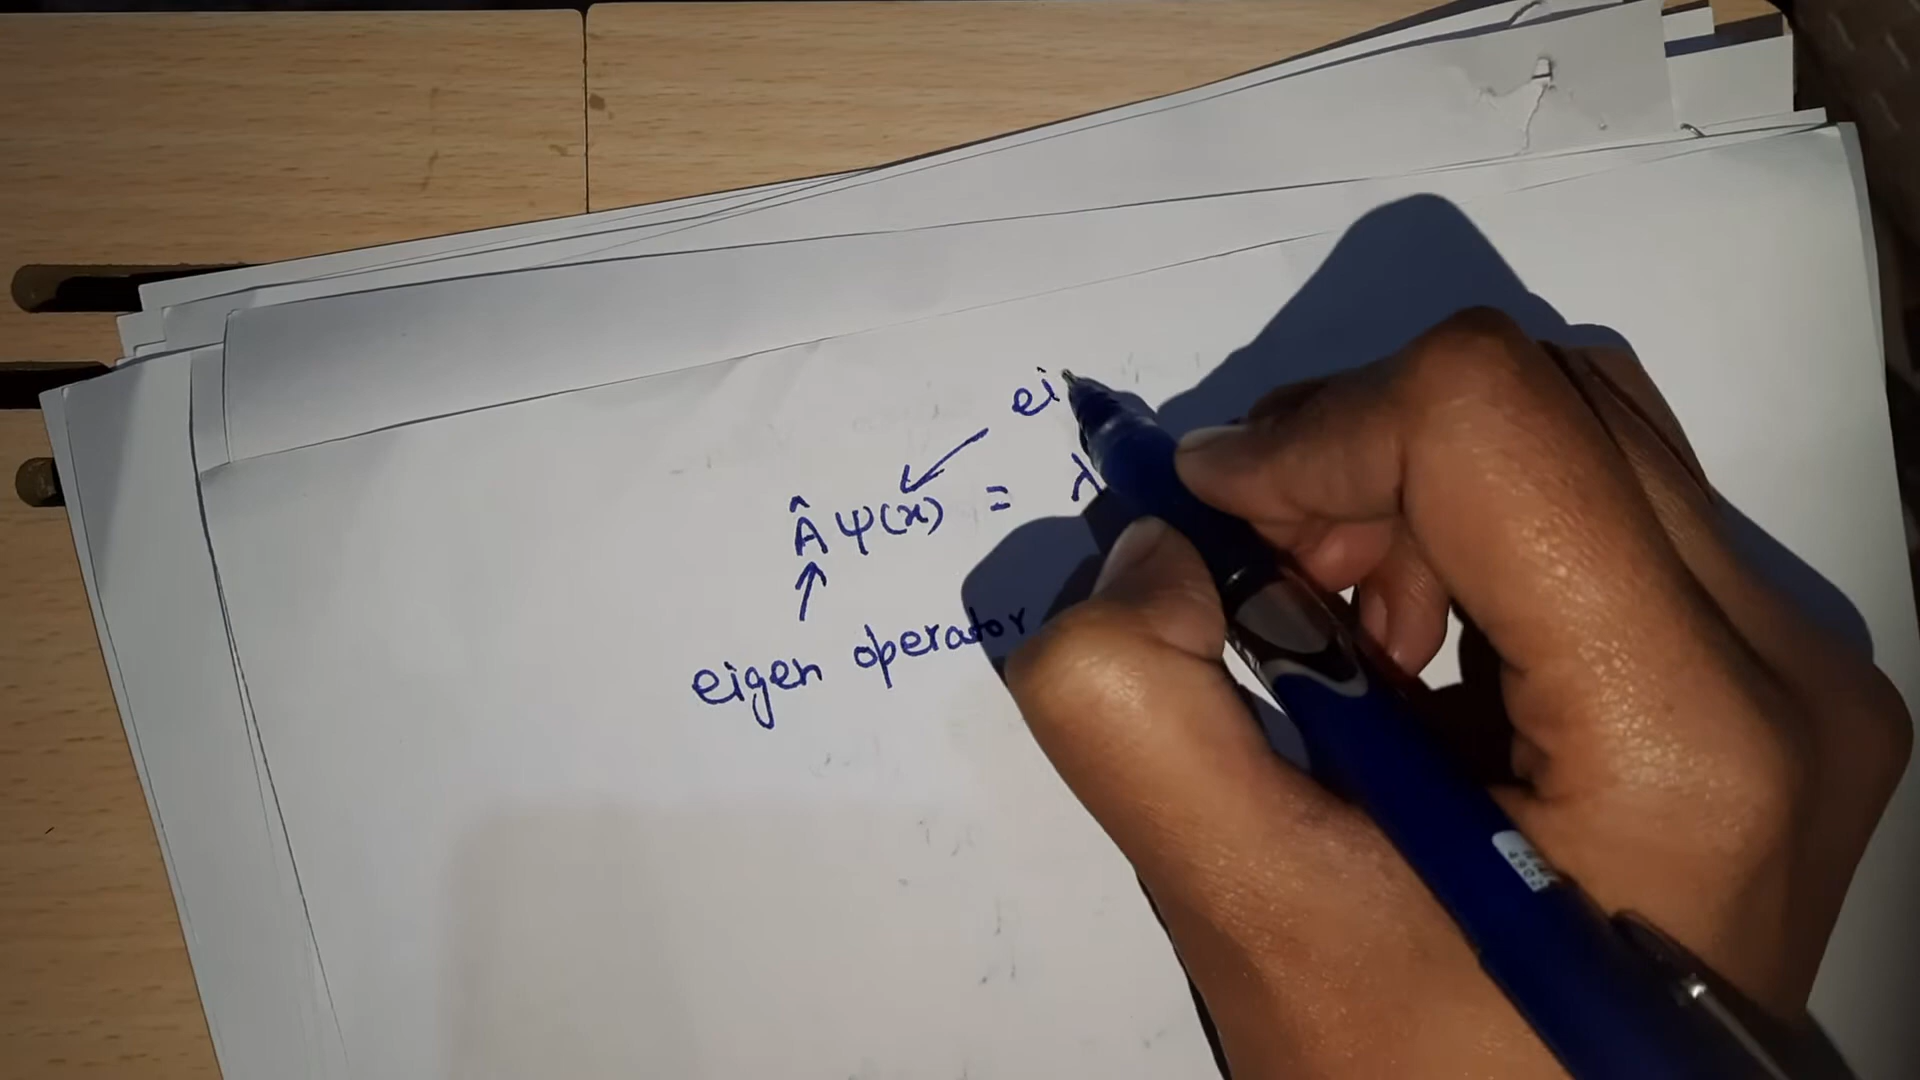 ei
Â ψ(x) = λ
↑
eigen operator